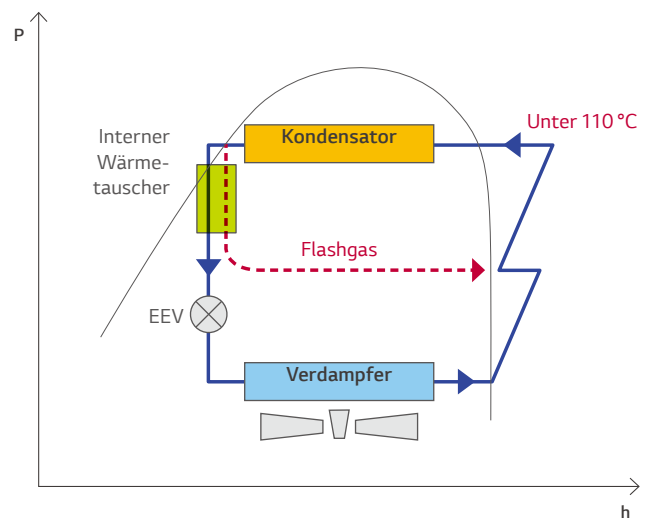 P
Unter 110 °C
Kondensator
Interner
Wärme-
tauscher
Flashgas
EEV
Verdampfer
h